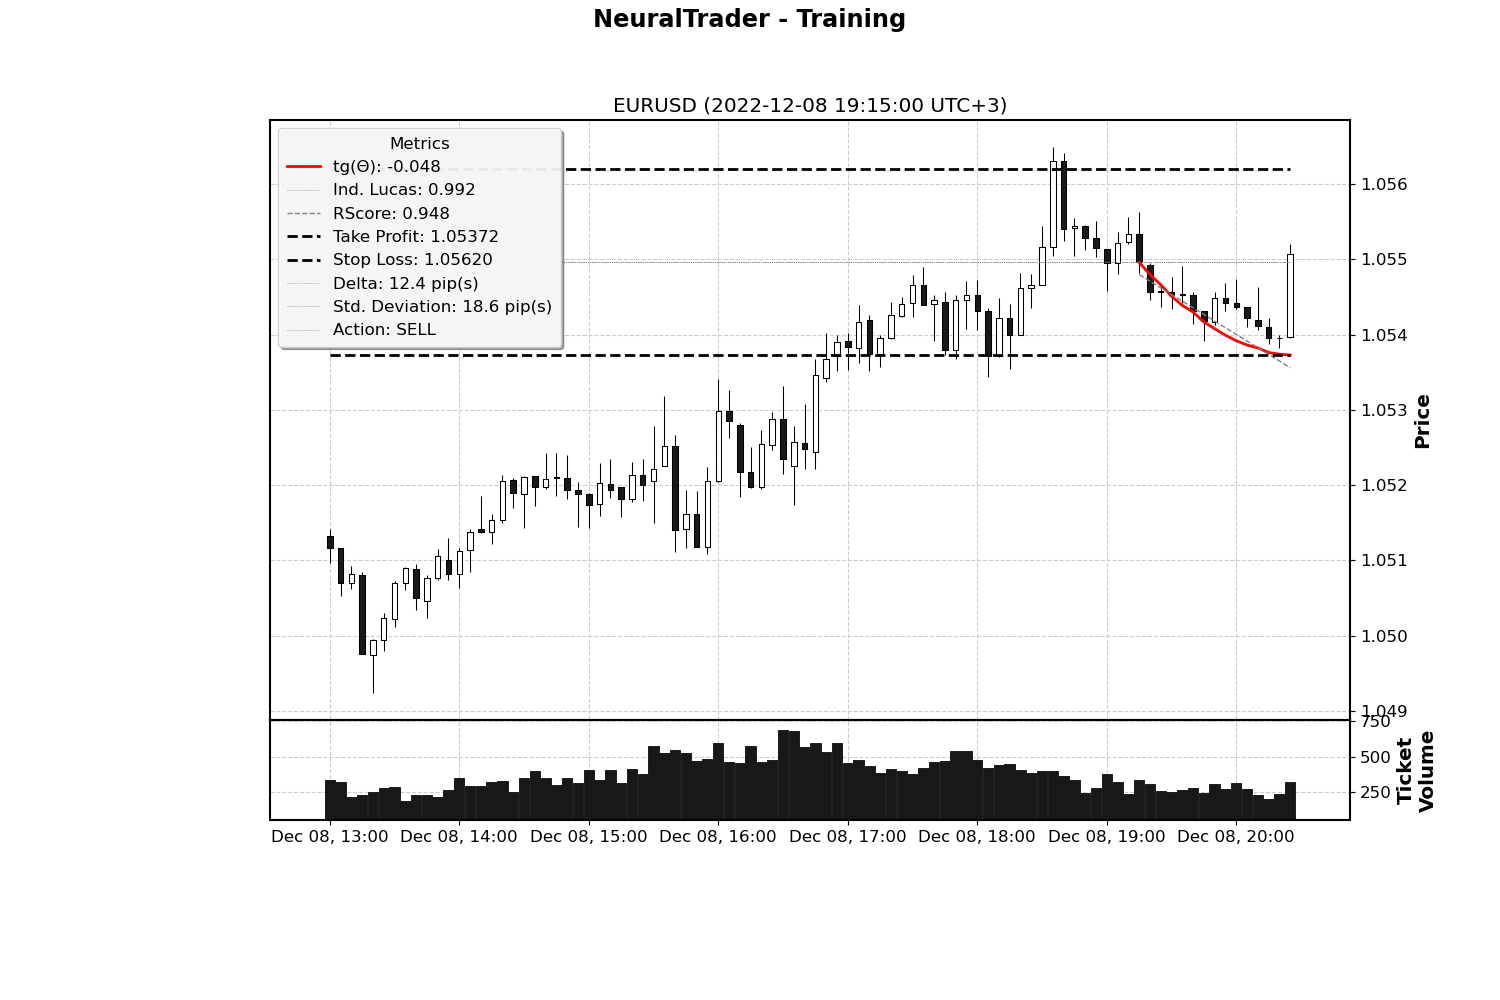 NeuralTrader - Training
EURUSD (2022-12-08 19:15:00 UTC+3)
Metrics
tg(Θ): -0.048
Ind. Lucas: 0.992
RScore: 0.948
Take Profit: 1.05372
Stop Loss: 1.05620
Delta: 12.4 pip(s)
Std. Deviation: 18.6 pip(s)
Action: SELL
1.056
1.055
1.054
1.053
1.052
1.051
1.050
1.049
Price
750
500
250
Ticket
Volume
Dec 08, 13:00 Dec 08, 14:00 Dec 08, 15:00 Dec 08, 16:00 Dec 08, 17:00 Dec 08, 18:00 Dec 08, 19:00 Dec 08, 20:00